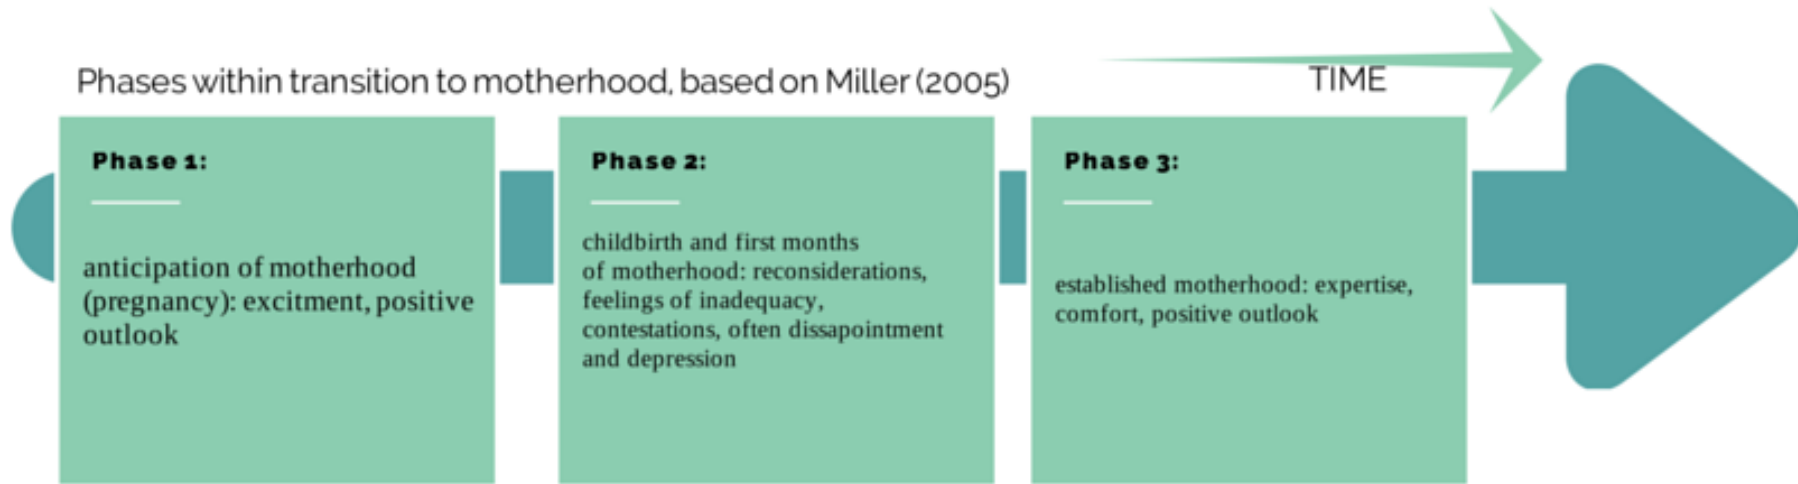 Phases within transition to motherhood, based on Miller (2005)
TIME
Phase 1:
anticipation of motherhood
(pregnancy): excitment, positive
outlook
Phase 2:
childbirth and first months
of motherhood: reconsiderations,
feelings of inadequacy,
contestations, often dissapointment
and depression
Phase 3:
established motherhood: expertise,
comfort, positive outlook